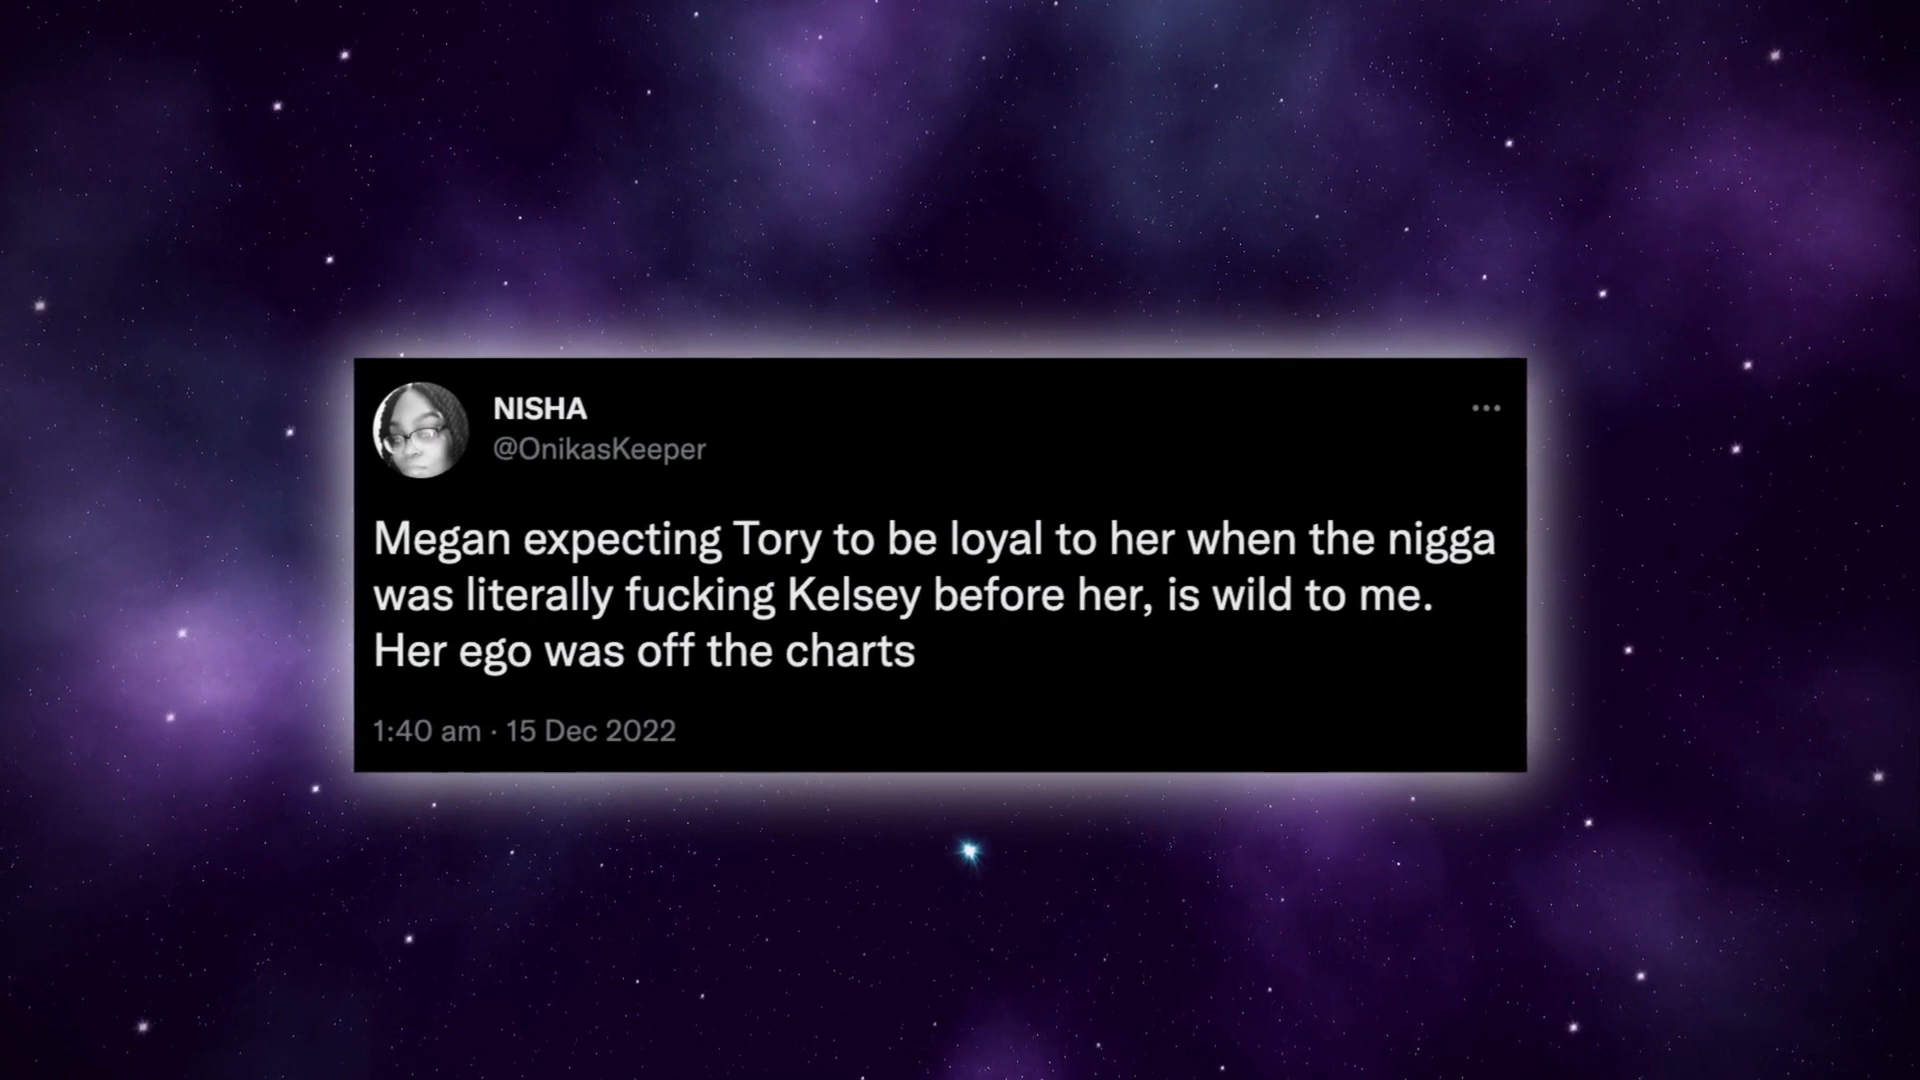 NISHA
@OnikasKeeper
Megan expecting Tory to be loyal to her when the nigga
was literally fucking Kelsey before her, is wild to me.
Her ego was off the charts
1:40 am · 15 Dec 2022